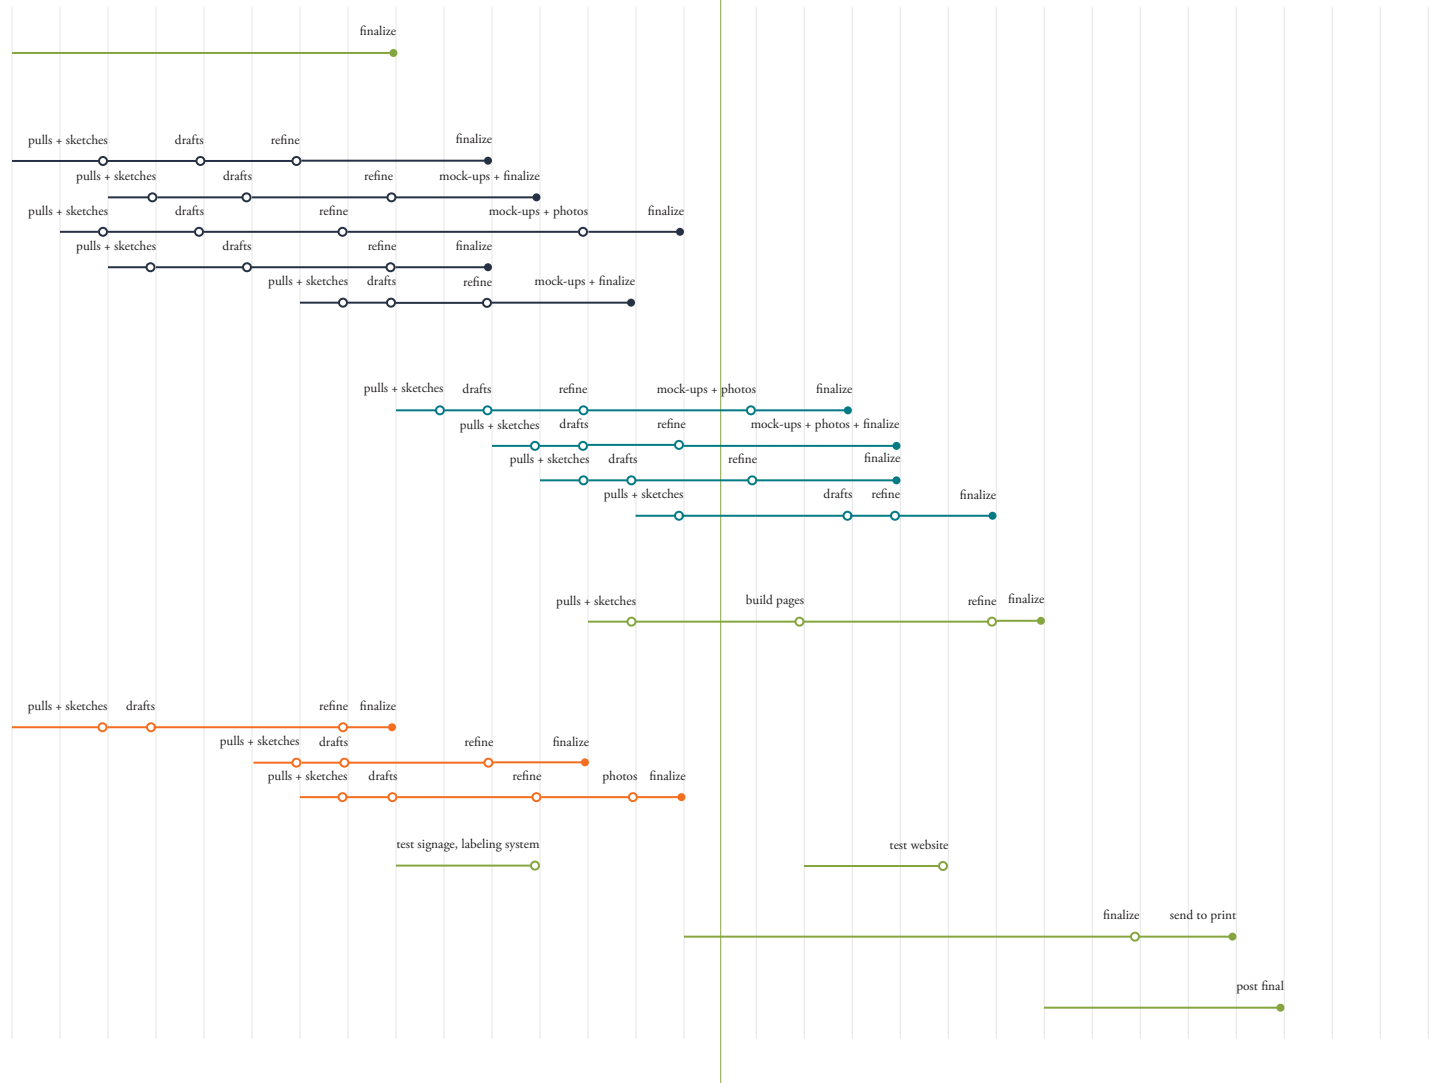 finalize
pulls + sketches drafts refine finalize
pulls + sketches drafts refine mock-ups + finalize
pulls + sketches drafts refine mock-ups + photos finalize
pulls + sketches drafts refine finalize
pulls + sketches drafts refine mock-ups + finalize
pulls + sketches drafts refine mock-ups + photos finalize
pulls + sketches drafts refine mock-ups + photos + finalize
pulls + sketches drafts refine finalize
pulls + sketches drafts refine finalize
pulls + sketches build pages refine finalize
pulls + sketches drafts refine finalize
pulls + sketches drafts refine finalize
pulls + sketches drafts refine photos finalize
test signage, labeling system test website
finalize send to print
post final